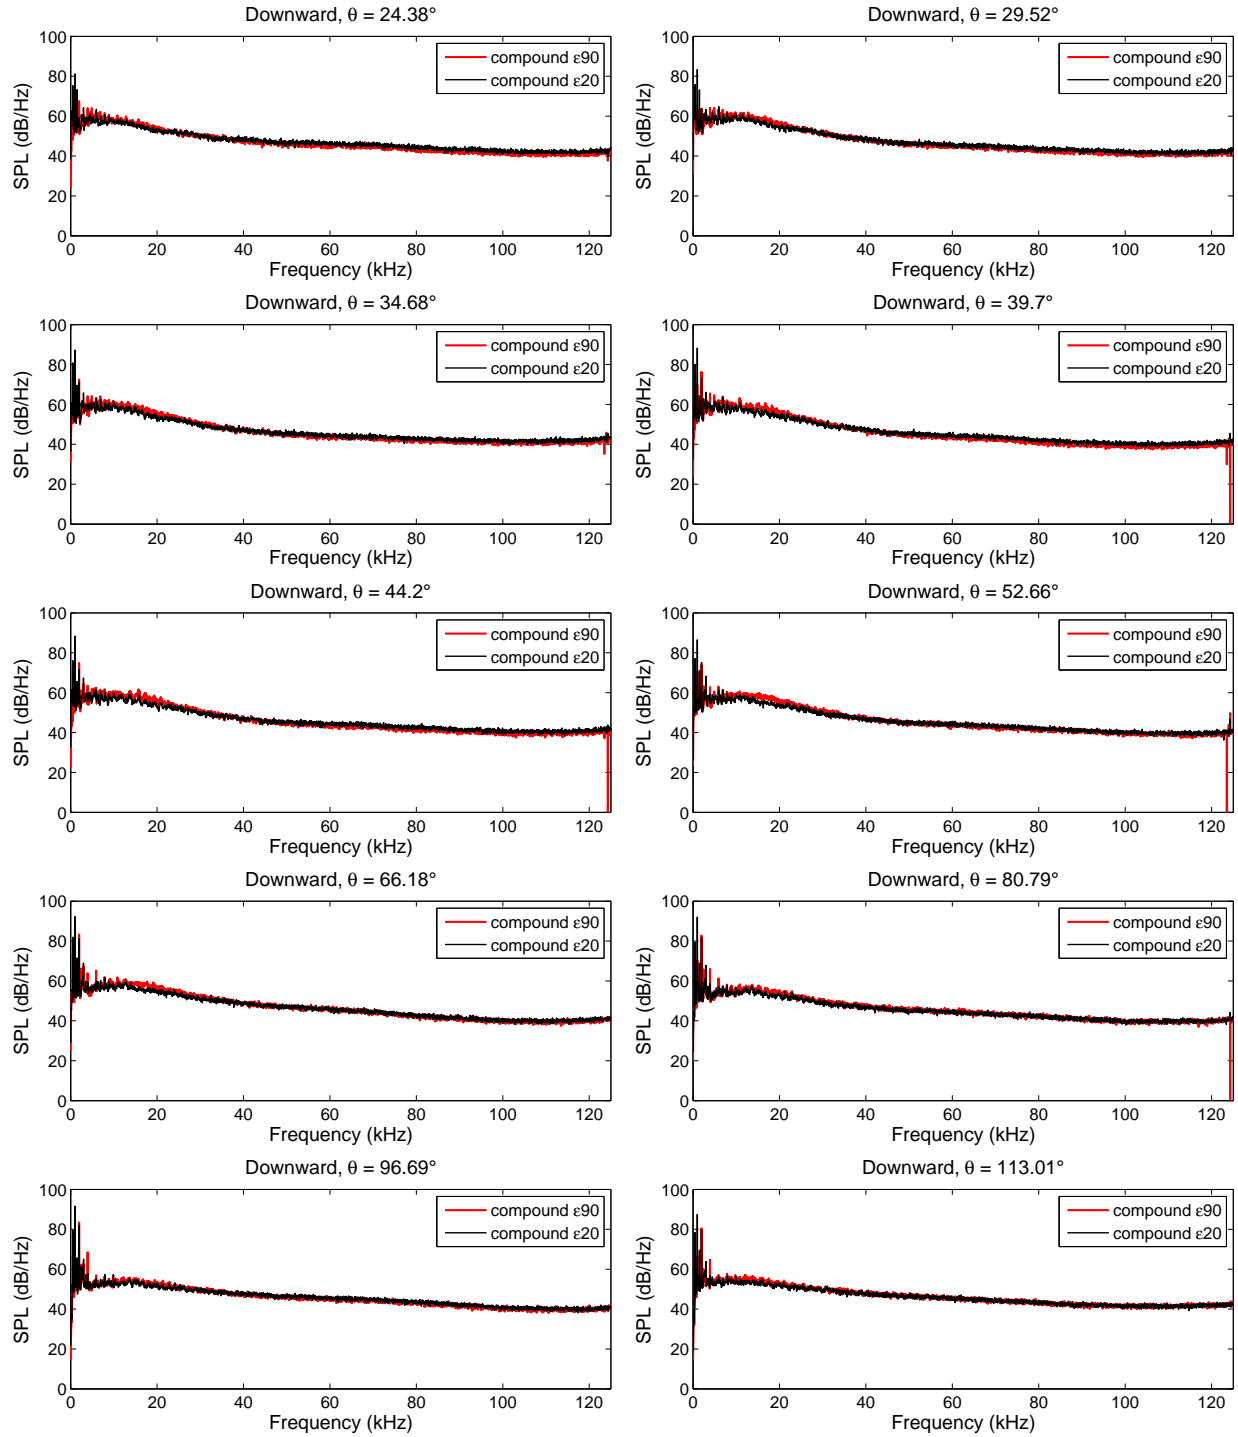 Downward, θ = 24.38°
100
80
60
40
20
0
SPL (dB/Hz)
compound ε90
compound ε20
0 20 40 60 80 100 120
Frequency (kHz)
Downward, θ = 29.52°
100
80
60
40
20
0
SPL (dB/Hz)
compound ε90
compound ε20
0 20 40 60 80 100 120
Frequency (kHz)
Downward, θ = 34.68°
100
80
60
40
20
0
SPL (dB/Hz)
compound ε90
compound ε20
0 20 40 60 80 100 120
Frequency (kHz)
Downward, θ = 39.7°
100
80
60
40
20
0
SPL (dB/Hz)
compound ε90
compound ε20
0 20 40 60 80 100 120
Frequency (kHz)
Downward, θ = 44.2°
100
80
60
40
20
0
SPL (dB/Hz)
compound ε90
compound ε20
0 20 40 60 80 100 120
Frequency (kHz)
Downward, θ = 52.66°
100
80
60
40
20
0
SPL (dB/Hz)
compound ε90
compound ε20
0 20 40 60 80 100 120
Frequency (kHz)
Downward, θ = 66.18°
100
80
60
40
20
0
SPL (dB/Hz)
compound ε90
compound ε20
0 20 40 60 80 100 120
Frequency (kHz)
Downward, θ = 80.79°
100
80
60
40
20
0
SPL (dB/Hz)
compound ε90
compound ε20
0 20 40 60 80 100 120
Frequency (kHz)
Downward, θ = 96.69°
100
80
60
40
20
0
SPL (dB/Hz)
compound ε90
compound ε20
0 20 40 60 80 100 120
Frequency (kHz)
Downward, θ = 113.01°
100
80
60
40
20
0
SPL (dB/Hz)
compound ε90
compound ε20
0 20 40 60 80 100 120
Frequency (kHz)